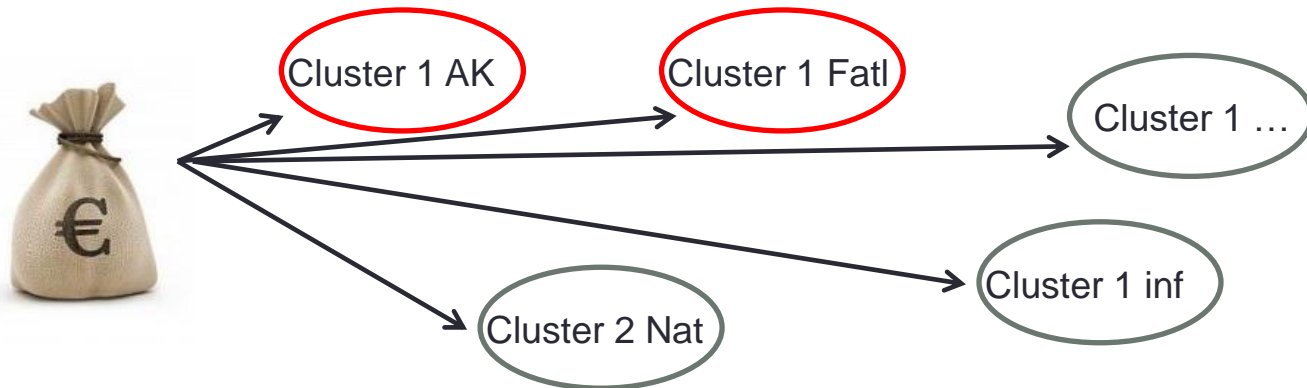 Cluster 1 AK
Cluster 1 Fatl
Cluster 1 …
€
Cluster 1 inf
Cluster 2 Nat